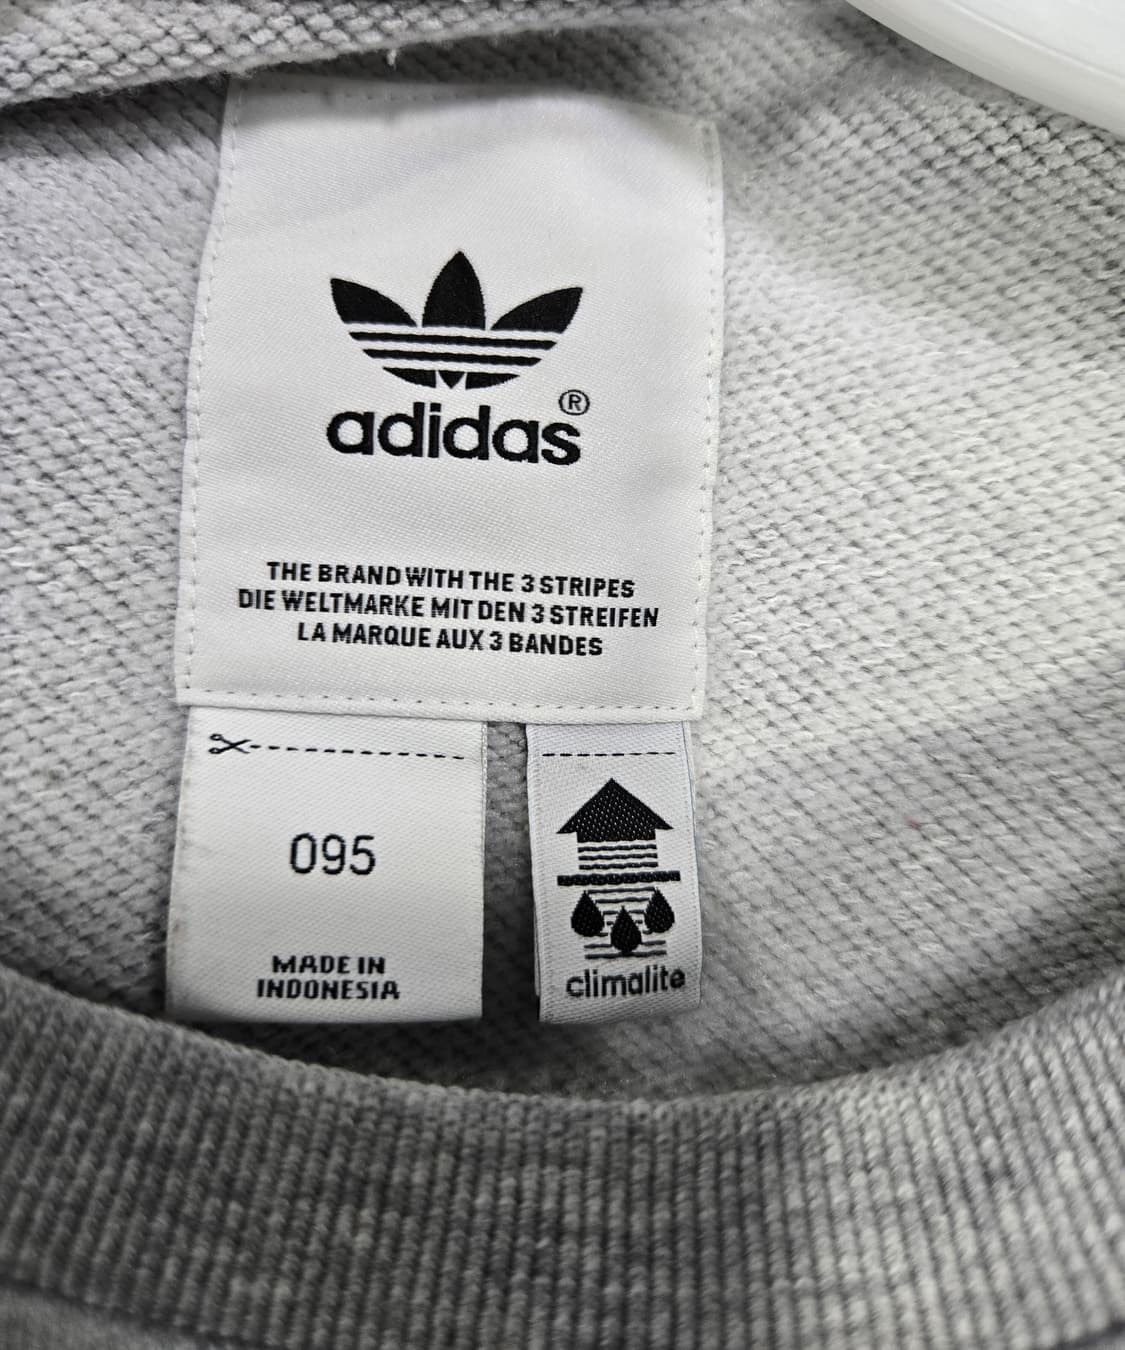 adidas®
THE BRAND WITH THE 3 STRIPES
DIE WELTMARKE MIT DEN 3 STREIFEN
LA MARQUE AUX 3 BANDES
095
MADE IN
INDONESIA
climalite